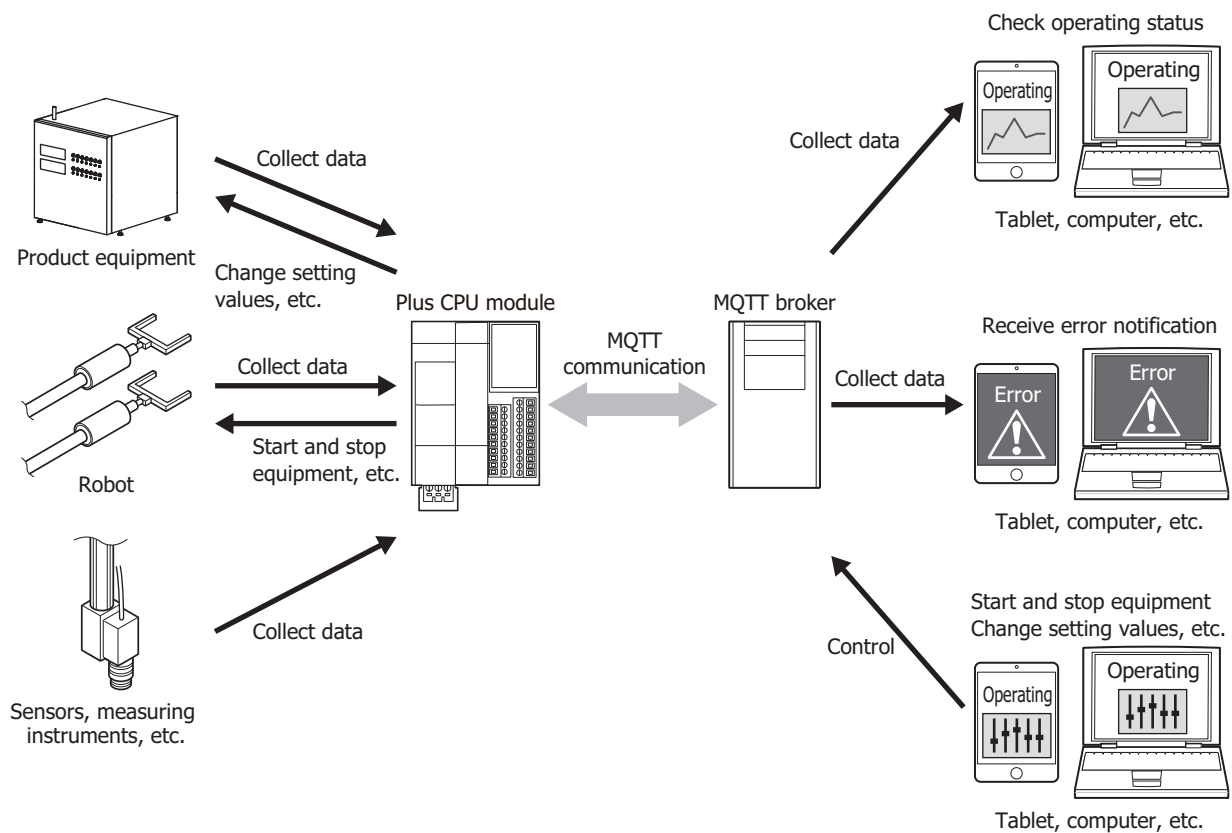 Check operating status
Operating
Operating
Collect data
Tablet, computer, etc.
Collect data
Product equipment
Change setting
values, etc.
Plus CPU module
MQTT broker
MQTT
communication
Receive error notification
Error
Error
Collect data
Tablet, computer, etc.
Collect data
Start and stop
equipment, etc.
Robot
Collect data
Sensors, measuring
instruments, etc.
Start and stop equipment
Change setting values, etc.
Control
Operating
Operating
Tablet, computer, etc.